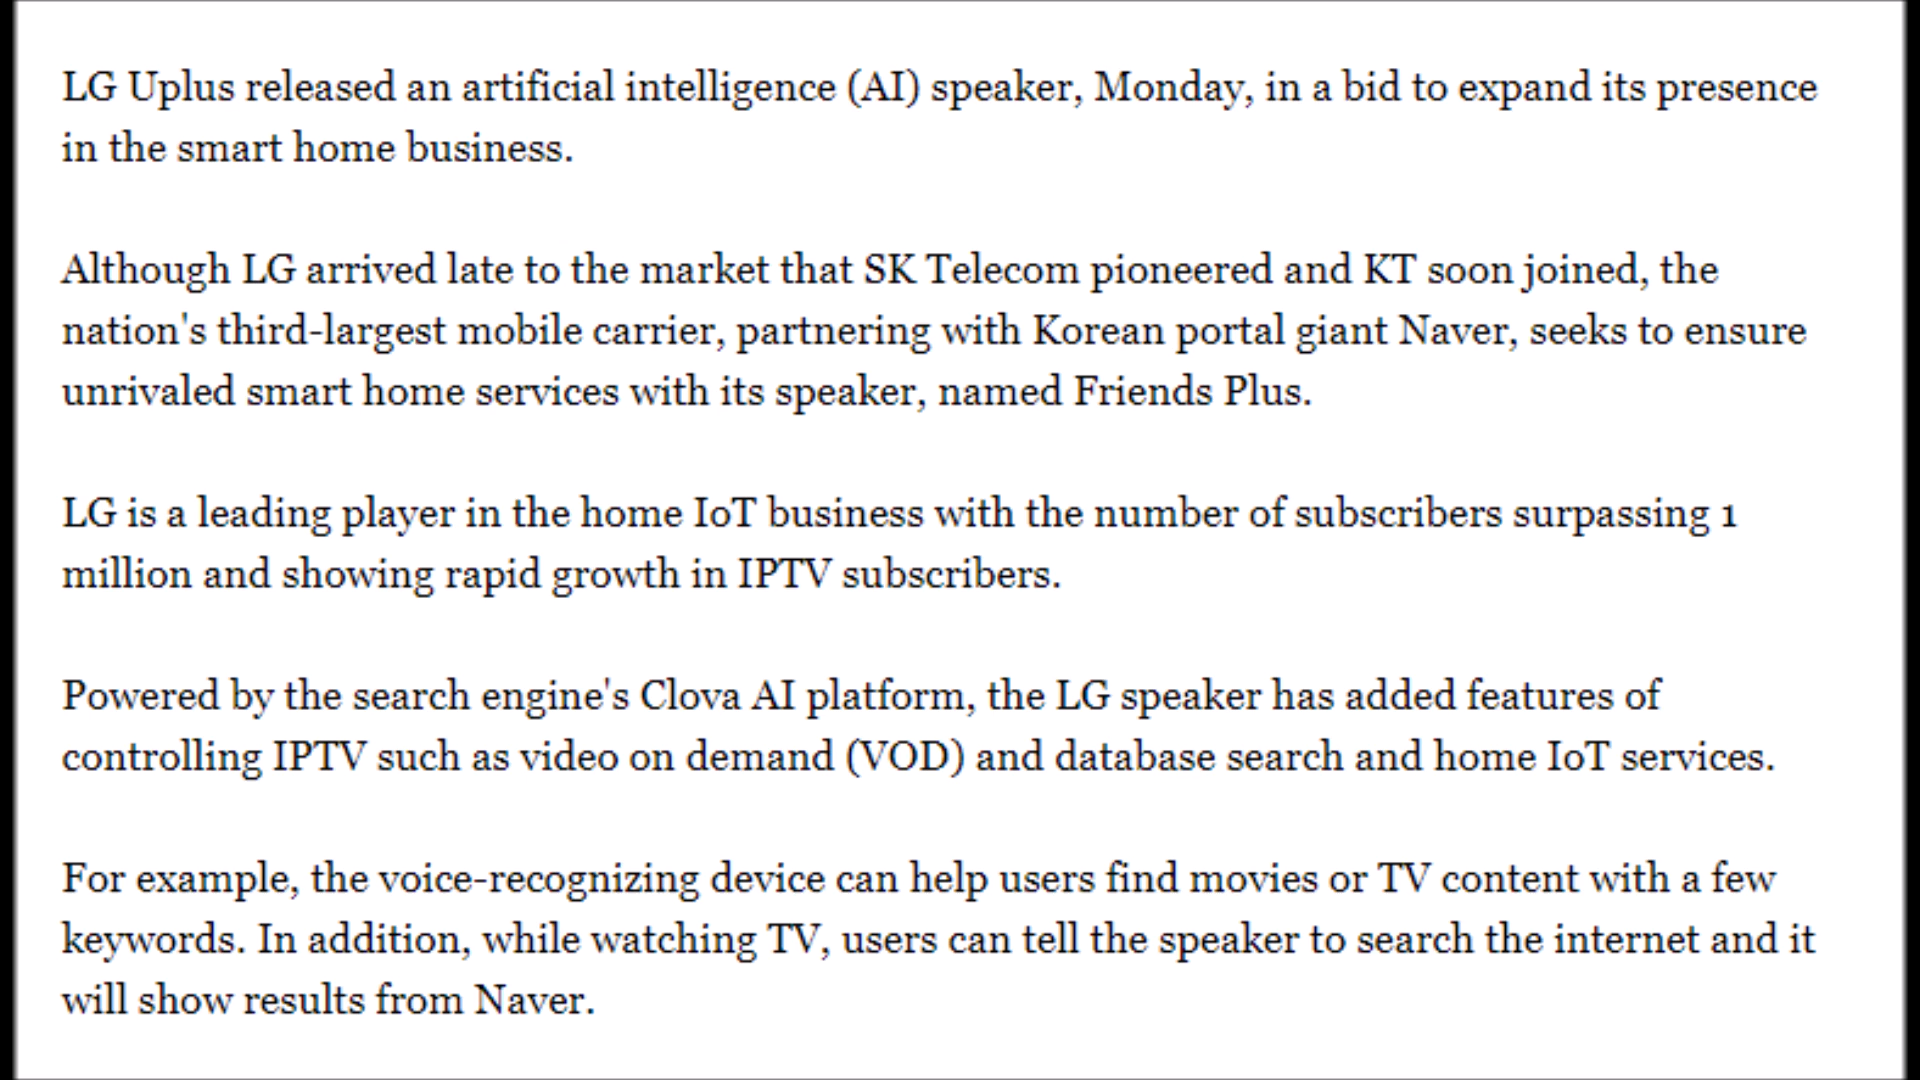 LG Uplus released an artificial intelligence (AI) speaker, Monday, in a bid to expand its presence
in the smart home business.
Although LG arrived late to the market that SK Telecom pioneered and KT soon joined, the
nation's third-largest mobile carrier, partnering with Korean portal giant Naver, seeks to ensure
unrivaled smart home services with its speaker, named Friends Plus.
LG is a leading player in the home IoT business with the number of subscribers surpassing 1
million and showing rapid growth in IPTV subscribers.
Powered by the search engine's Clova AI platform, the LG speaker has added features of
controlling IPTV such as video on demand (VOD) and database search and home IoT services.
For example, the voice-recognizing device can help users find movies or TV content with a few
keywords. In addition, while watching TV, users can tell the speaker to search the internet and it
will show results from Naver.